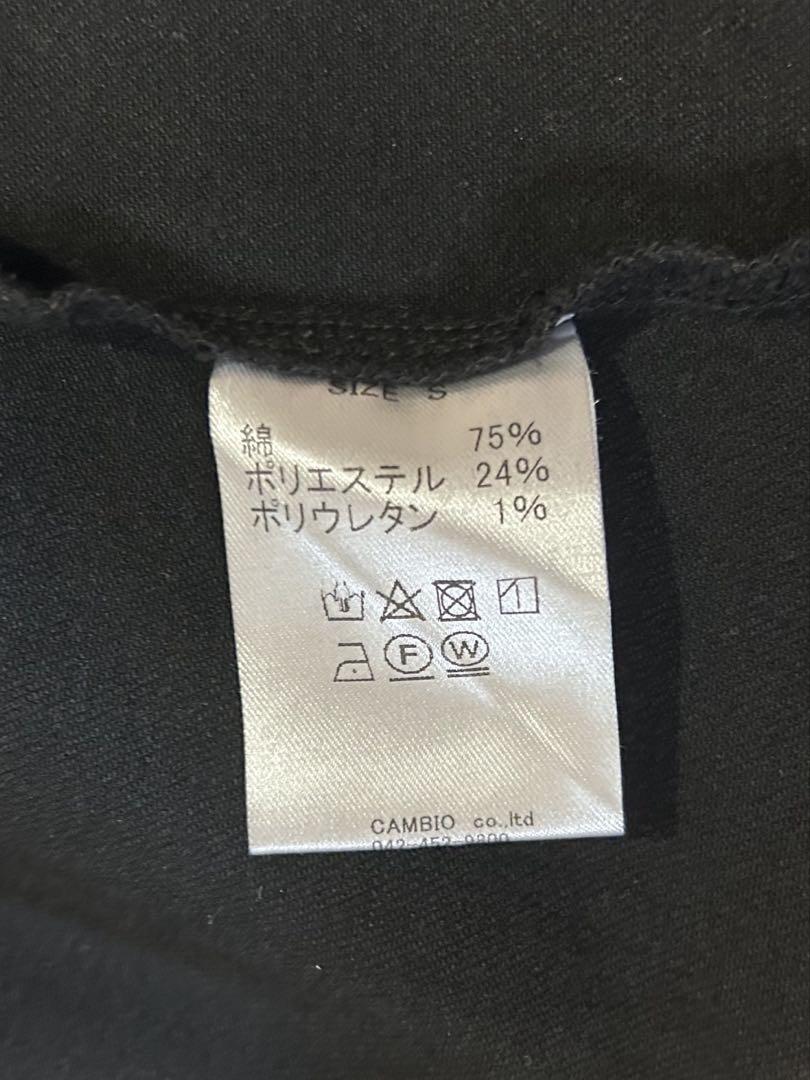 SIZE S
綿 75%
ポリエステル 24%
ポリウレタン 1%
F W
CAMBIO co.,ltd